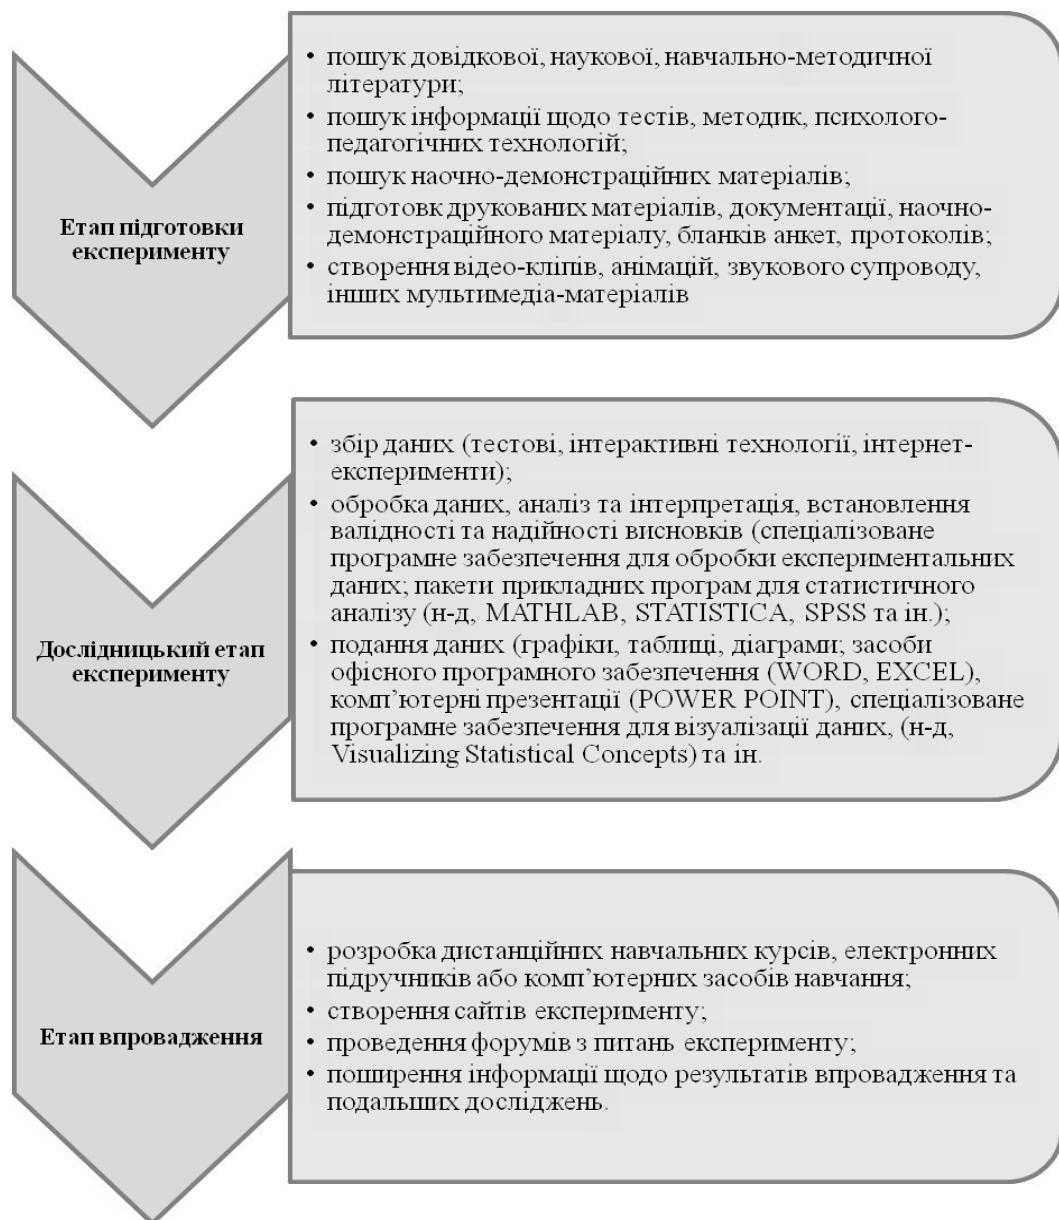 Етап підготовки
експерименту
• пошук довідкової, наукової, навчально-методичної
літератури;
• пошук інформації щодо тестів, методик, психолого-
педагогічних технологій;
• пошук наочно-демонстраційних матеріалів;
• підготовк друкованих матеріалів, документації, наочно-
демонстраційного матеріалу, бланків анкет, протоколів;
• створення відео-кліпів, анімацій, звукового супроводу,
інших мультимедіа-матеріалів
Дослідницький етап
експерименту
• збір даних (тестові, інтерактивні технології, інтернет-
експерименти);
• обробка даних, аналіз та інтерпретація, встановлення
валідності та надійності висновків (спеціалізоване
програмне забезпечення для обробки експериментальних
даних; пакети прикладних програм для статистичного
аналізу (н-д, MATHLAB, STATISTICA, SPSS та ін.);
• подання даних (графіки, таблиці, діаграми; засоби
офісного програмного забезпечення (WORD, EXCEL),
комп’ютерні презентації (POWER POINT), спеціалізоване
програмне забезпечення для візуалізації даних, (н-д,
Visualizing Statistical Concepts) та ін.
Етап впровадження
• розробка дистанційних навчальних курсів, електронних
підручників або комп’ютерних засобів навчання;
• створення сайтів експерименту;
• проведення форумів з питань експерименту;
• поширення інформації щодо результатів впровадження та
подальших досліджень.